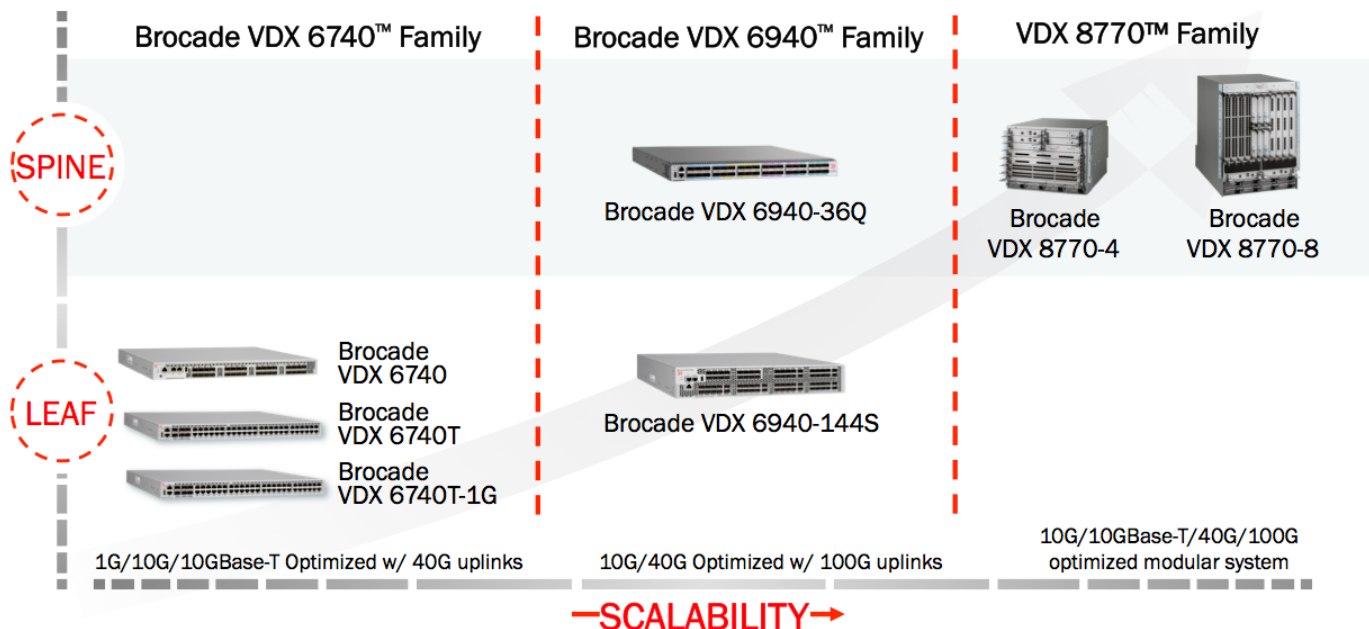 Brocade VDX 6740™ Family
Brocade VDX 6940™ Family
VDX 8770™ Family
SPINE
Brocade VDX 6940-36Q
Brocade
VDX 8770-4
Brocade
VDX 8770-8
LEAF
Brocade
VDX 6740
Brocade
VDX 6740T
Brocade
VDX 6740T-1G
Brocade VDX 6940-144S
1G/10G/10GBase-T Optimized w/ 40G uplinks
10G/40G Optimized w/ 100G uplinks
10G/10GBase-T/40G/100G
optimized modular system
SCALABILITY